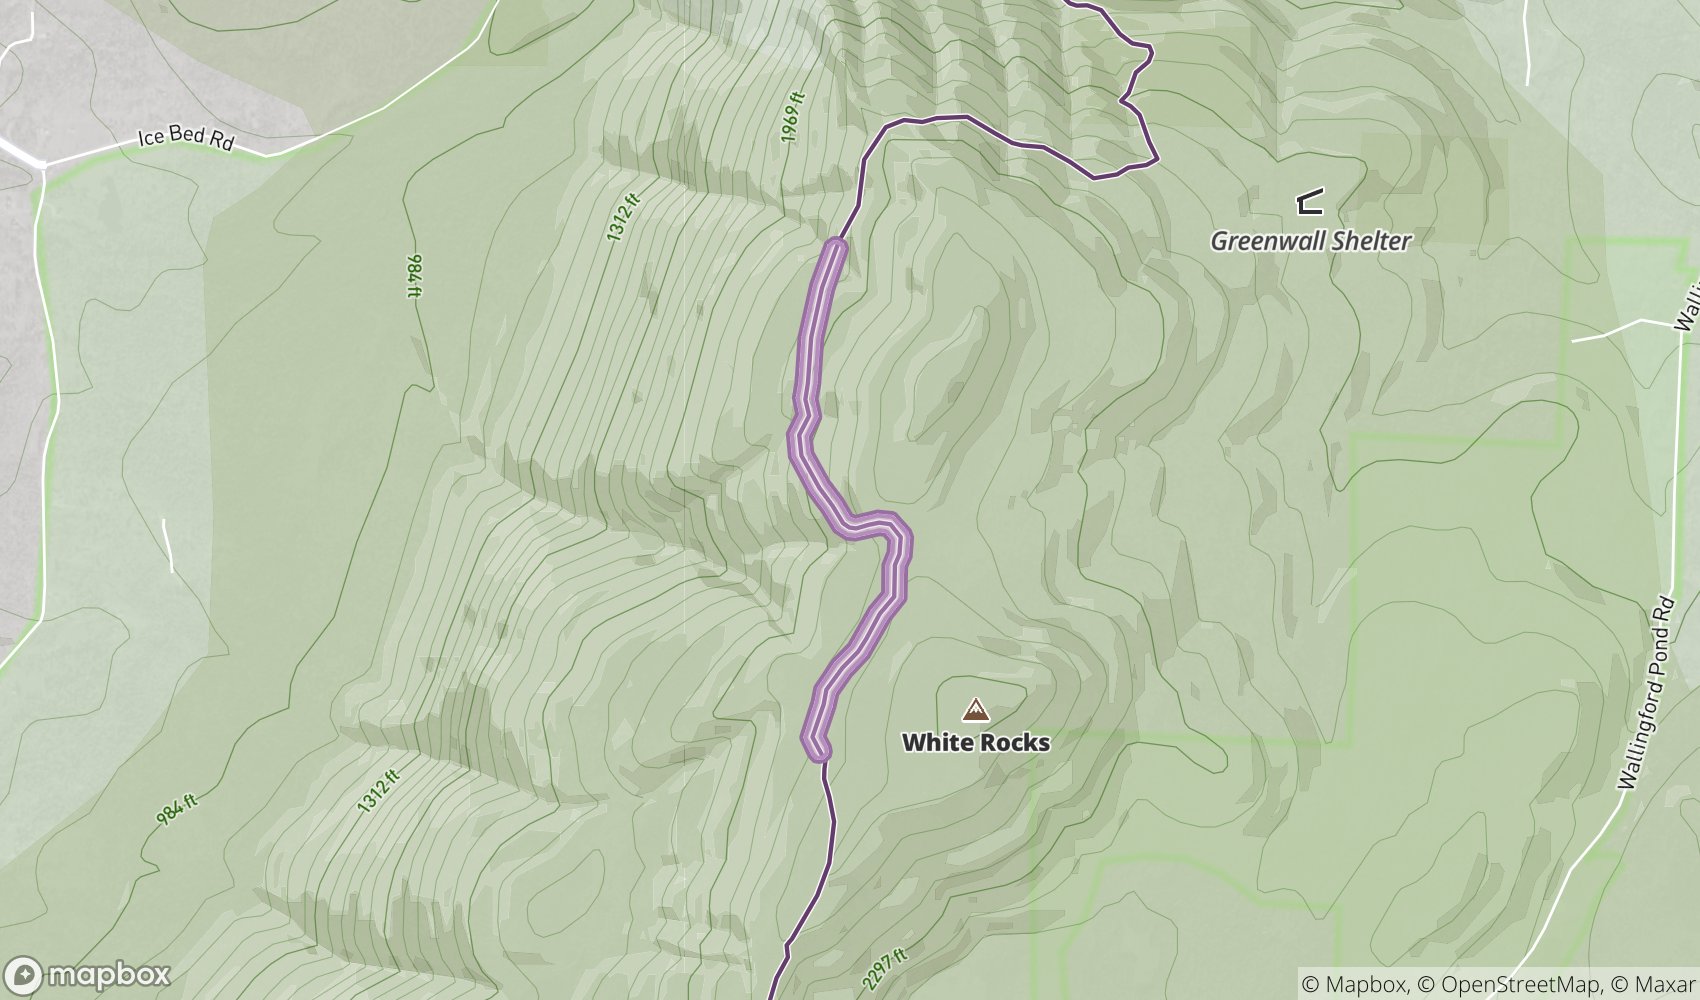 Ice Bed Rd
1969 ft
1312 ft
984 ft
Greenwall Shelter
Wallin
White Rocks
Wallingford Pond Rd
1312 ft
984 ft
2297 ft
mapbox
© Mapbox, © OpenStreetMap, © Maxar